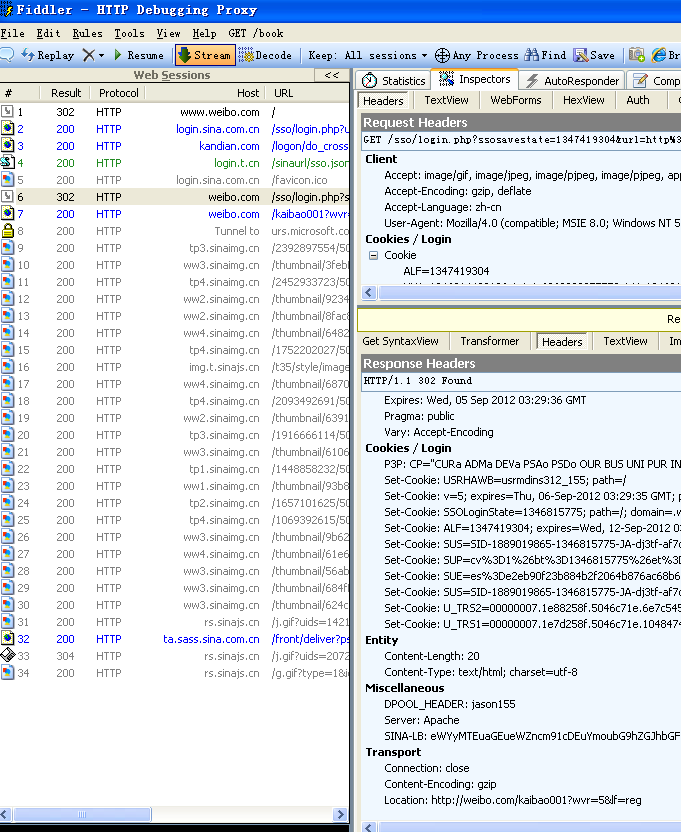 Fiddler - HTTP Debugging Proxy
File Edit Rules Tools View Help GET /book
Replay Resume Stream Decode Keep: All sessions Any Process Find Save Br
Web Sessions <<
# Result Protocol Host URL
1 302 HTTP www.weibo.com /
2 200 HTTP login.sina.com.cn /sso/login.php?u
3 200 HTTP kandian.com /logon/do_cross
4 200 HTTP login.t.cn /sinaurl/sso.json
5 200 HTTP login.sina.com.cn /favicon.ico
6 302 HTTP weibo.com /sso/login.php?s
7 200 HTTP weibo.com /kaibao001?wvr=
8 200 HTTP Tunnel to urs.microsoft.co
9 200 HTTP tp3.sinaimg.cn /2392897554/50
10 200 HTTP ww3.sinaimg.cn /thumbnail/3febf
11 200 HTTP tp4.sinaimg.cn /2452933723/50
12 200 HTTP ww2.sinaimg.cn /thumbnail/9234
13 200 HTTP ww2.sinaimg.cn /thumbnail/8fac8
14 200 HTTP ww4.sinaimg.cn /thumbnail/6482
15 200 HTTP tp4.sinaimg.cn /1752202027/50
16 200 HTTP img.t.sinajs.cn /t35/style/image
17 200 HTTP ww4.sinaimg.cn /thumbnail/6870
18 200 HTTP tp4.sinaimg.cn /2093492691/50
19 200 HTTP ww2.sinaimg.cn /thumbnail/6391
20 200 HTTP tp3.sinaimg.cn /1916666114/50
21 200 HTTP ww3.sinaimg.cn /thumbnail/6106
22 200 HTTP tp1.sinaimg.cn /1448858232/50
23 200 HTTP ww1.sinaimg.cn /thumbnail/93b8
24 200 HTTP tp2.sinaimg.cn /1657101625/50
25 200 HTTP tp4.sinaimg.cn /1069392615/50
26 200 HTTP ww3.sinaimg.cn /thumbnail/9b62
27 200 HTTP ww4.sinaimg.cn /thumbnail/61e6
28 200 HTTP ww3.sinaimg.cn /thumbnail/56ab
29 200 HTTP ww3.sinaimg.cn /thumbnail/684f
30 200 HTTP ww3.sinaimg.cn /thumbnail/624c
31 200 HTTP rs.sinajs.cn /j.gif?uids=1421
32 200 HTTP ta.sass.sina.com.cn /front/deliver?ps
33 304 HTTP rs.sinajs.cn /j.gif?uids=2072
34 200 HTTP rs.sinajs.cn /g.gif?type=1&i
Statistics Inspectors AutoResponder Comp
Headers TextView WebForms HexView Auth
Request Headers
GET /sso/login.php?ssosavestate=1347419304&url=http%3
Client
Accept: image/gif, image/jpeg, image/pjpeg, image/pjpeg, app
Accept-Encoding: gzip, deflate
Accept-Language: zh-cn
User-Agent: Mozilla/4.0 (compatible; MSIE 8.0; Windows NT 5
Cookies / Login
Cookie
ALF=1347419304
Re
Get SyntaxView Transformer Headers TextView Im
Response Headers
HTTP/1.1 302 Found
Expires: Wed, 05 Sep 2012 03:29:36 GMT
Pragma: public
Vary: Accept-Encoding
Cookies / Login
P3P: CP="CURa ADMa DEVa PSAo PSDo OUR BUS UNI PUR IN
Set-Cookie: USRHAWB=usrmdins312_155; path=/
Set-Cookie: v=5; expires=Thu, 06-Sep-2012 03:29:35 GMT; p
Set-Cookie: SSOLoginState=1346815775; path=/; domain=.w
Set-Cookie: ALF=1347419304; expires=Wed, 12-Sep-2012 03
Set-Cookie: SUS=SID-1889019865-1346815775-JA-dj3tf-af7c
Set-Cookie: SUP=cv%3D1%26bt%3D1346815775%26et%3D
Set-Cookie: SUE=es%3De2eb90f23b884b2f2064b876ac68b6
Set-Cookie: SUS=SID-1889019865-1346815775-JA-dj3tf-af7c
Set-Cookie: U_TRS2=00000007.1e88258f.5046c71e.6e7c545
Set-Cookie: U_TRS1=00000007.1e7d258f.5046c71e.1048474
Entity
Content-Length: 20
Content-Type: text/html; charset=utf-8
Miscellaneous
DPOOL_HEADER: jason155
Server: Apache
SINA-LB: eWYyMTEuaGEueWZncm91cDEuYmoubG9hZGJhbGF
Transport
Connection: close
Content-Encoding: gzip
Location: http://weibo.com/kaibao001?wvr=5&lf=reg